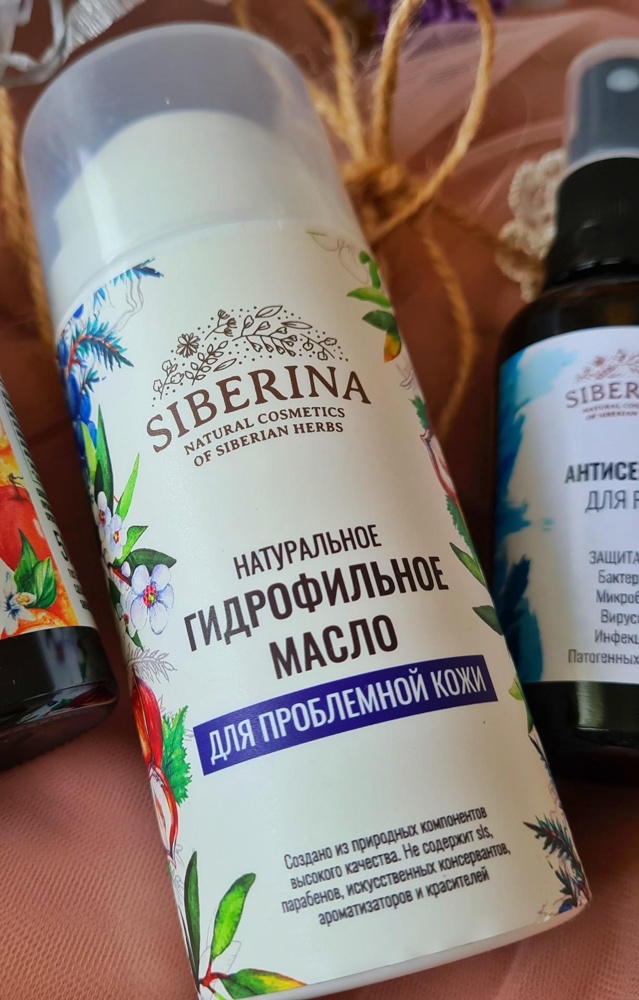 SIBERINA
NATURAL COSMETICS
OF SIBERIAN HERBS
НАТУРАЛЬНОЕ
ГИДРОФИЛЬНОЕ
МАСЛО
ДЛЯ ПРОБЛЕМНОЙ КОЖИ
Создано из природных компонентов
высокого качества. Не содержит sls,
парабенов, искусственных консервантов,
ароматизаторов и красителей
SIBERINA
NATURAL COSMETICS
OF SIBERIAN HERBS
АНТИСЕ
ДЛЯ Р
ЗАЩИТА
Бактер
Микроб
Вирусо
Инфекц
Патогенных